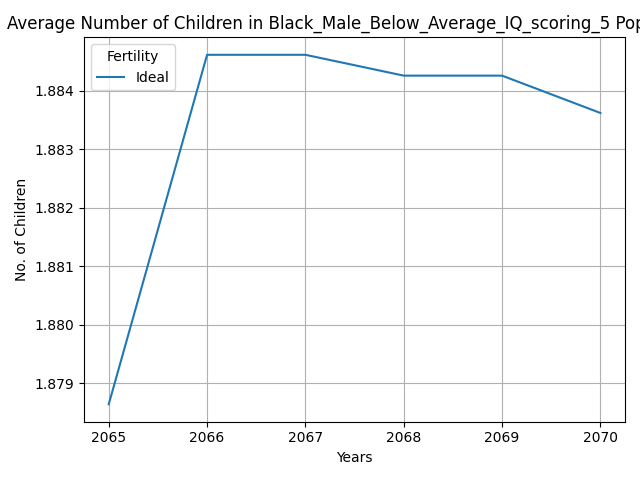 Average Number of Children in Black_Male_Below_Average_IQ_scoring_5 Pop
Fertility
Ideal
1.884
1.883
1.882
1.881
1.880
1.879
No. of Children
2065 2066 2067 2068 2069 2070
Years